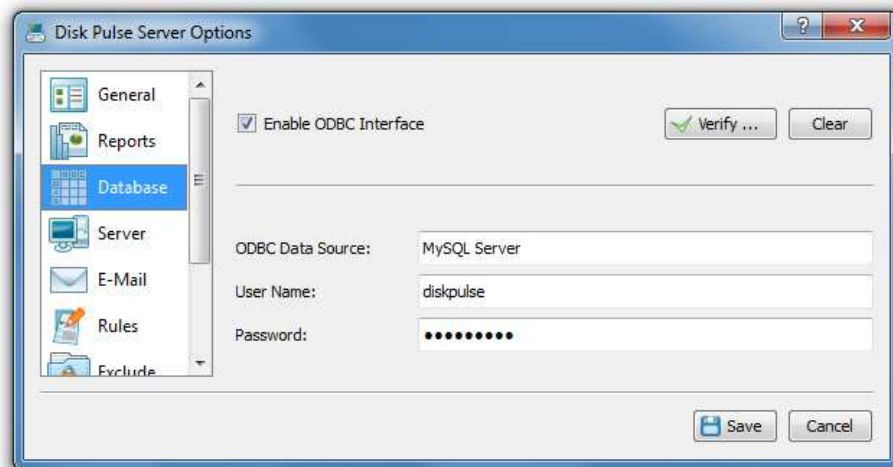 Disk Pulse Server Options
General
Reports
Database
Server
E-Mail
Rules
Exclude
Enable ODBC Interface
Verify ...
Clear
ODBC Data Source: MySQL Server
User Name: diskpulse
Password: •••••••••
Save
Cancel